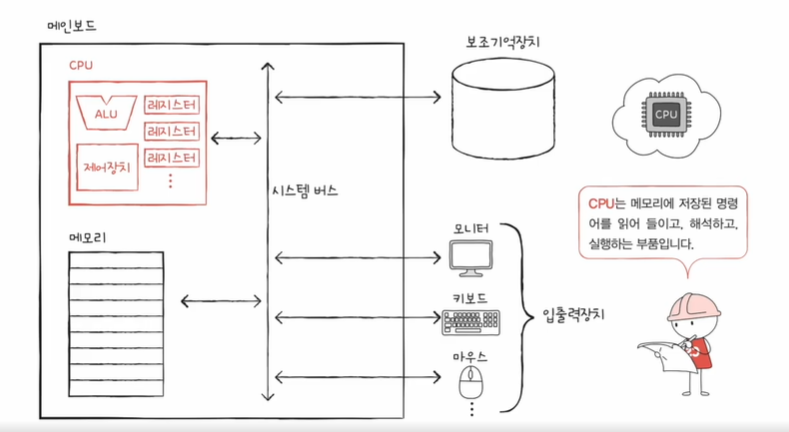 메인보드
CPU
ALU
레지스터
레지스터
레지스터
제어장치
메모리
시스템 버스
보조기억장치
모니터
키보드
마우스
입출력장치
CPU
CPU는 메모리에 저장된 명령
어를 읽어 들이고, 해석하고,
실행하는 부품입니다.